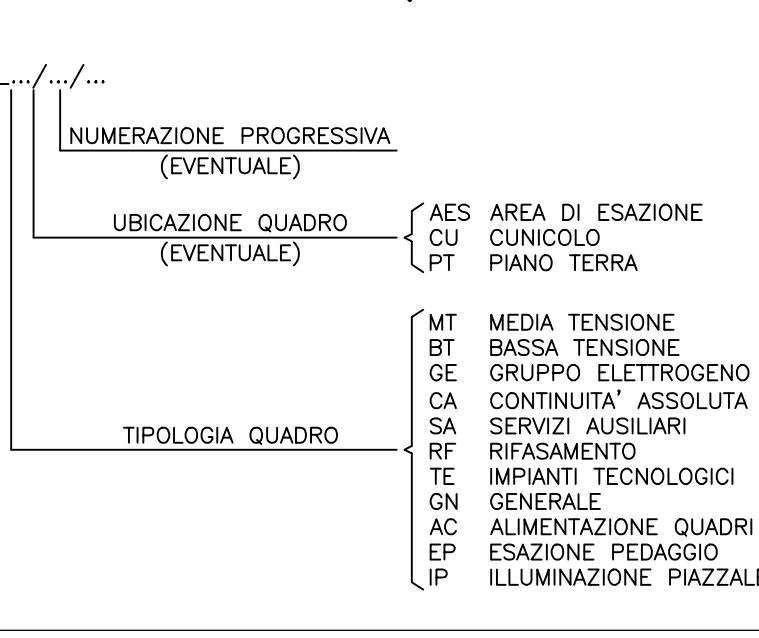 _.../.../...
NUMERAZIONE PROGRESSIVA
(EVENTUALE)
UBICAZIONE QUADRO
(EVENTUALE)
AES AREA DI ESAZIONE
CU CUNICOLO
PT PIANO TERRA
TIPOLOGIA QUADRO
MT MEDIA TENSIONE
BT BASSA TENSIONE
GE GRUPPO ELETTROGENO
CA CONTINUITA' ASSOLUTA
SA SERVIZI AUSILIARI
RF RIFASAMENTO
TE IMPIANTI TECNOLOGICI
GN GENERALE
AC ALIMENTAZIONE QUADRI
EP ESAZIONE PEDAGGIO
IP ILLUMINAZIONE PIAZZALE